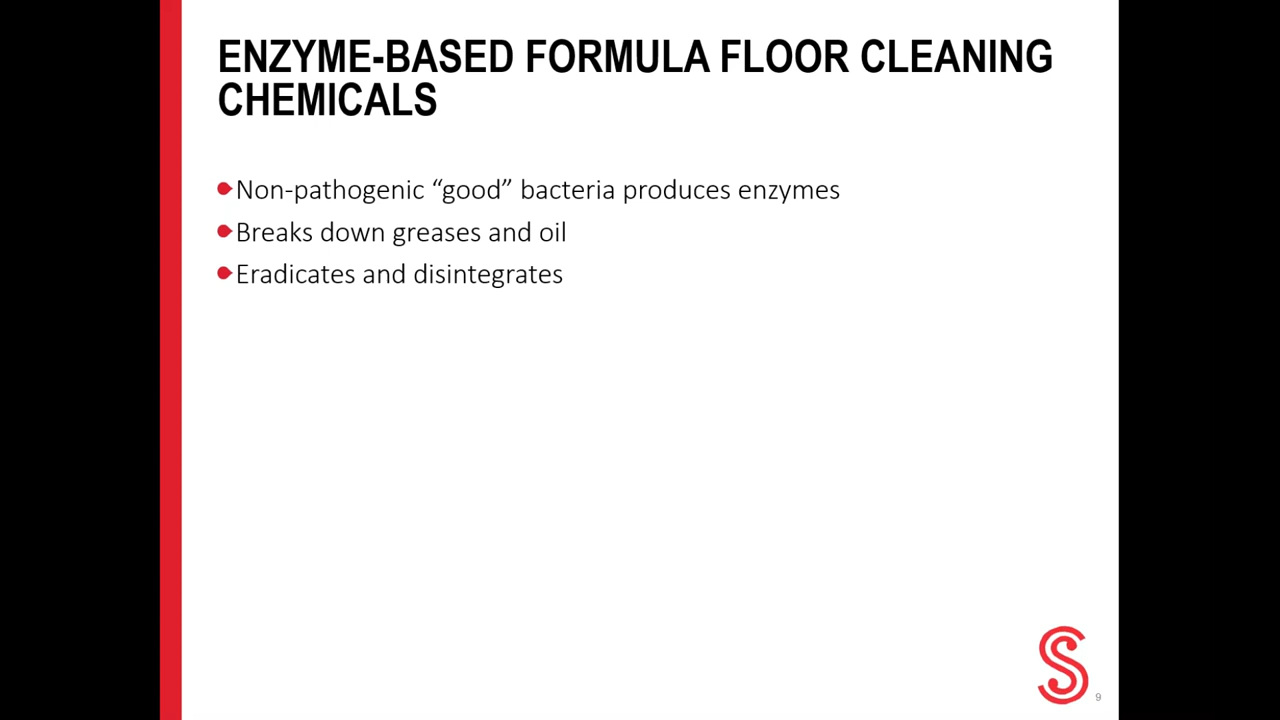 ENZYME-BASED FORMULA FLOOR CLEANING
CHEMICALS
Non-pathogenic “good” bacteria produces enzymes
Breaks down greases and oil
Eradicates and disintegrates
S
9